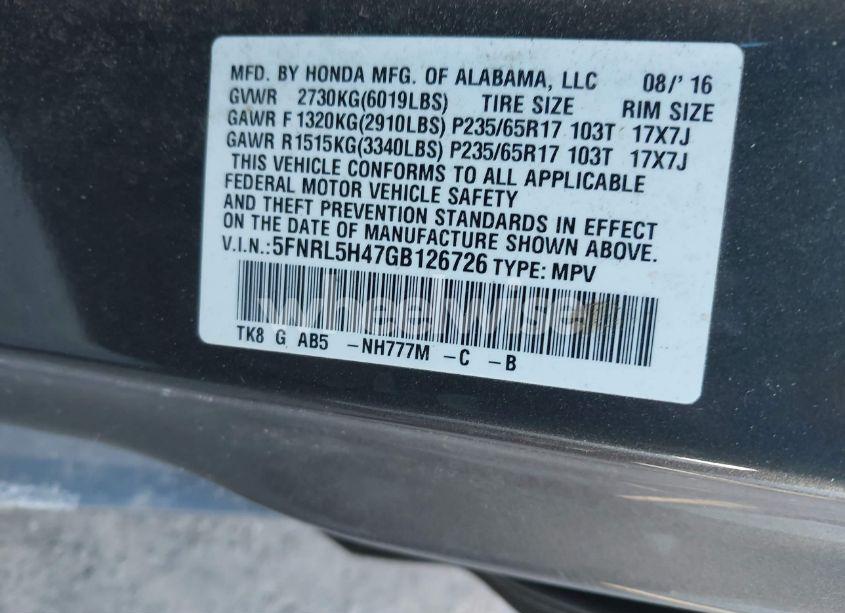 MFD. BY HONDA MFG. OF ALABAMA, LLC 08/'16
GVWR 2730KG(6019LBS) TIRE SIZE RIM SIZE
GAWR F1320KG(2910LBS) P235/65R17 103T 17X7J
GAWR R1515KG(3340LBS) P235/65R17 103T 17X7J
THIS VEHICLE CONFORMS TO ALL APPLICABLE
FEDERAL MOTOR VEHICLE SAFETY
AND THEFT PREVENTION STANDARDS IN EFFECT
ON THE DATE OF MANUFACTURE SHOWN ABOVE.
V.I.N.:5FNRL5H47GB126726 TYPE: MPV
wheelwise
TK8 G AB5 -NH777M -C -B